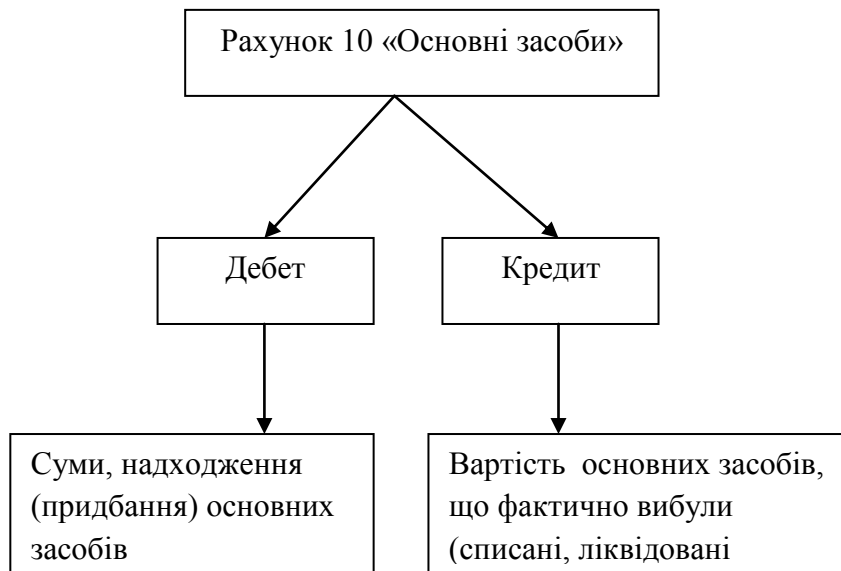 Рахунок 10 «Основні засоби»
Дебет
Кредит
Суми, надходження
(придбання) основних
засобів
Вартість основних засобів,
що фактично вибули
(списані, ліквідовані